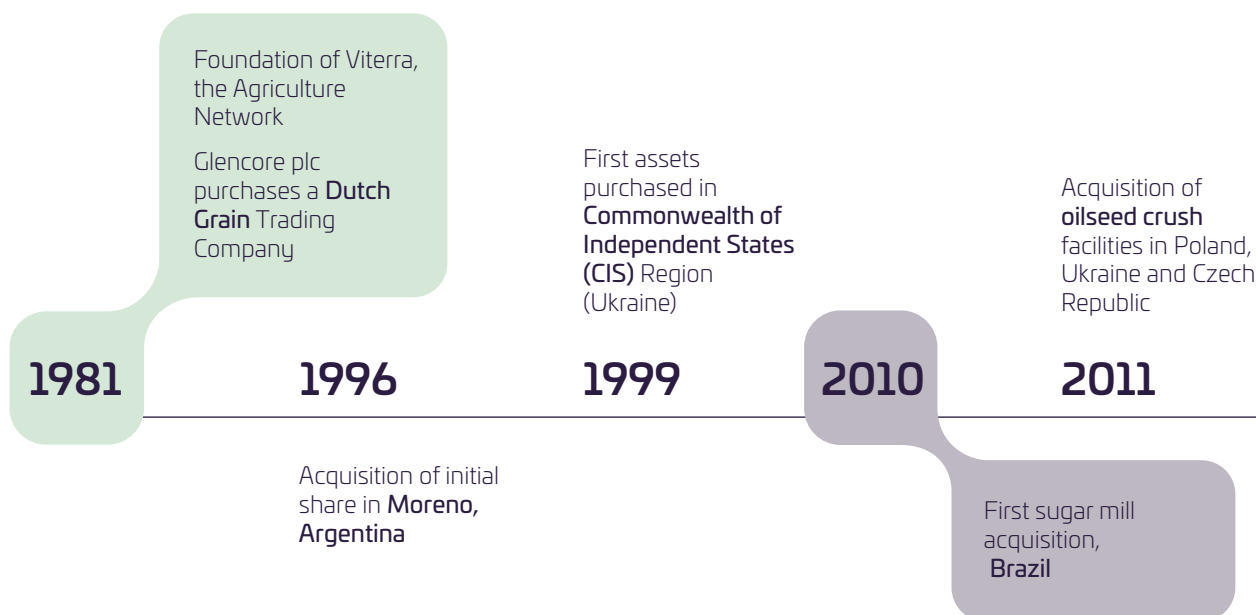 Foundation of Viterra,
the Agriculture
Network
Glencore plc
purchases a Dutch
Grain Trading
Company
1981
1996
Acquisition of initial
share in Moreno,
Argentina
First assets
purchased in
Commonwealth of
Independent States
(CIS) Region
(Ukraine)
1999
2010
First sugar mill
acquisition,
Brazil
Acquisition of
oilseed crush
facilities in Poland,
Ukraine and Czech
Republic
2011